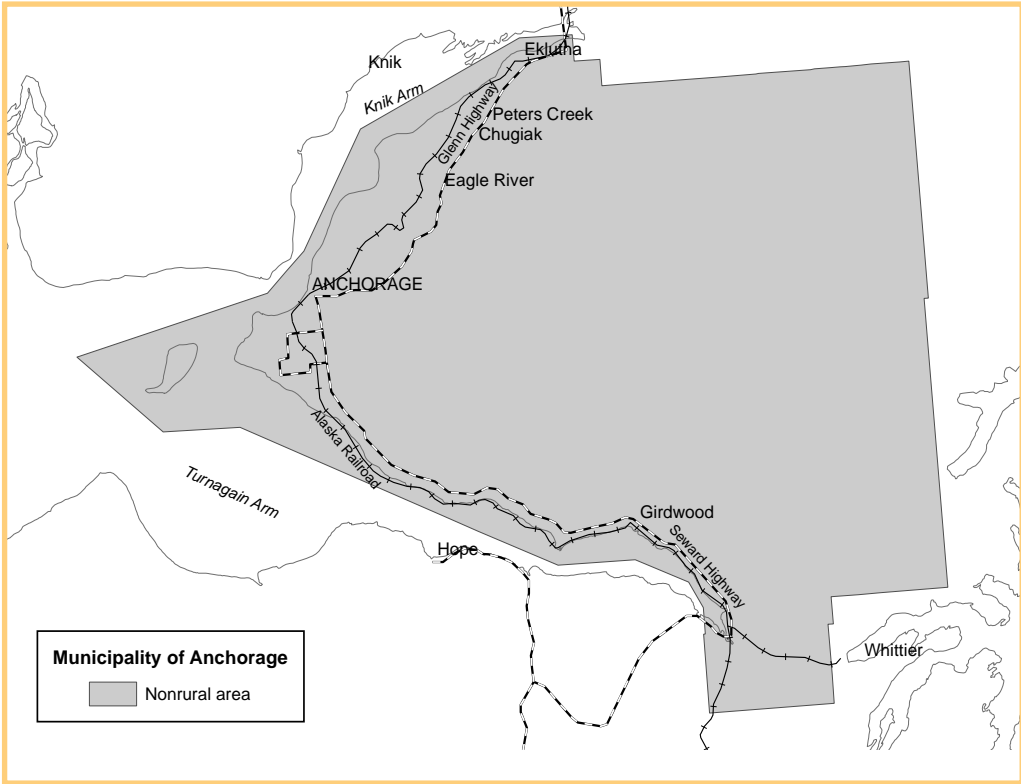 Eklutna
Knik
Knik Arm
Glenn Highway
Peters Creek
Chugiak
Eagle River
ANCHORAGE
Alaska Railroad
Turnagain Arm
Girdwood
Seward Highway
Hope
Whittier
Municipality of Anchorage
Nonrural area